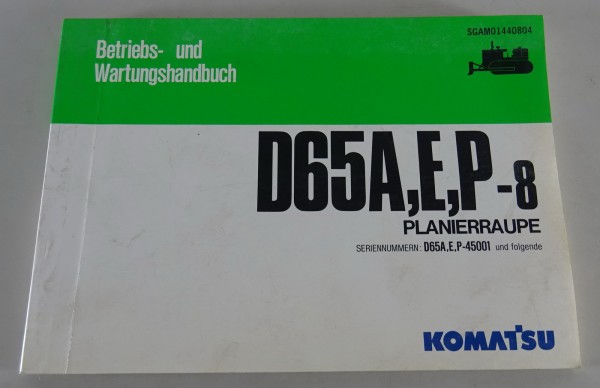 SGAM01440804
Betriebs- und
Wartungshandbuch
D65A,E,P-8
PLANIERRAUPE
SERIENNUMMERN: D65A,E,P-45001 und folgende
KOMATSU